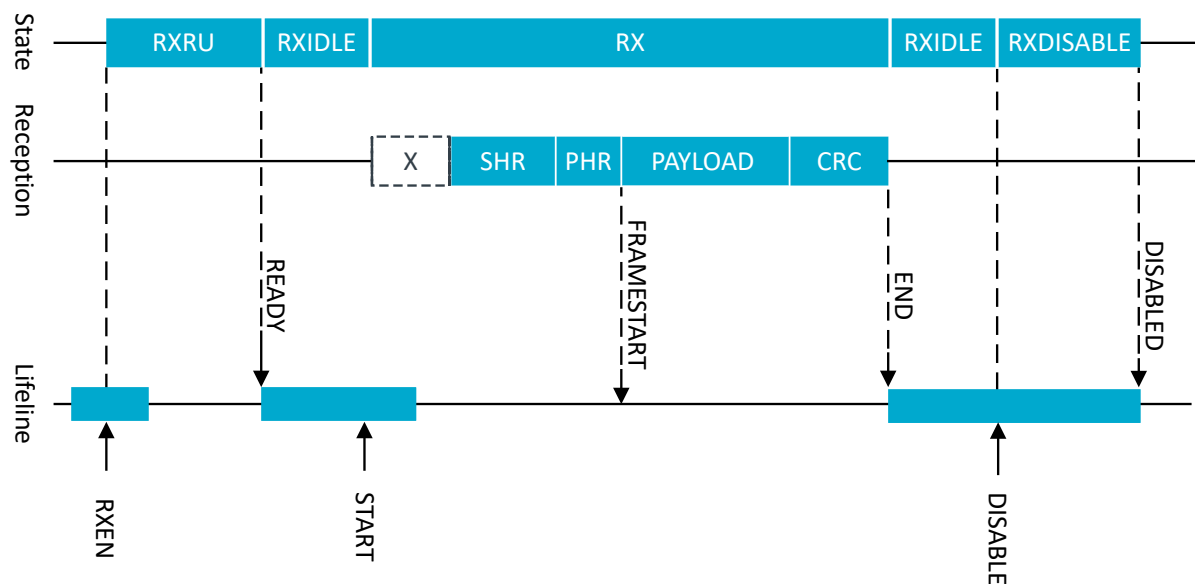 State
RXRU
RXIDLE
RX
RXIDLE
RXDISABLE
Reception
X
SHR
PHR
PAYLOAD
CRC
READY
FRAMESTART
END
DISABLED
Lifeline
RXEN
START
DISABLE